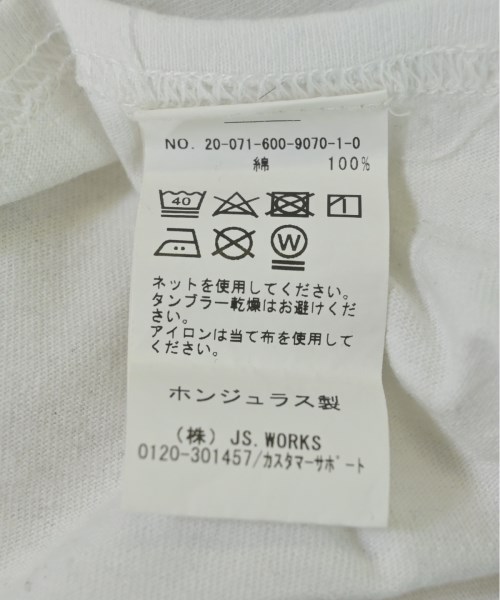 NO. 20-071-600-9070-1-0
綿 100%
40
W
ネットを使用してください。
タンブラー乾燥はお避けくだ
さい。
アイロンは当て布を使用して
ください。
ホンジュラス製
(株) JS.WORKS
0120-301457/カスタマーサポート